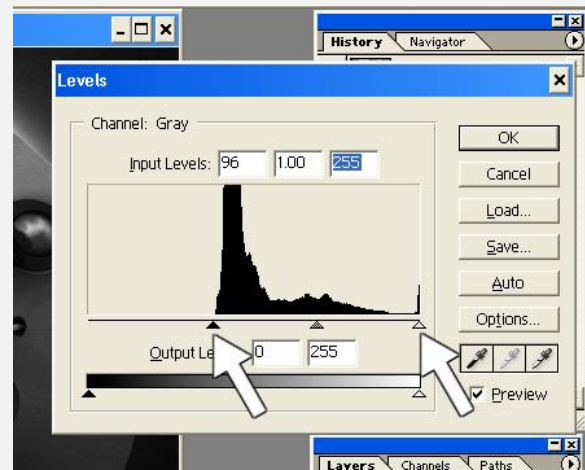 History Navigator
Levels
Channel: Gray
Input Levels: 96 1.00 255
OK
Cancel
Load...
Save...
Auto
Options...
Output Le 0 255
Preview
Layers Channels Paths